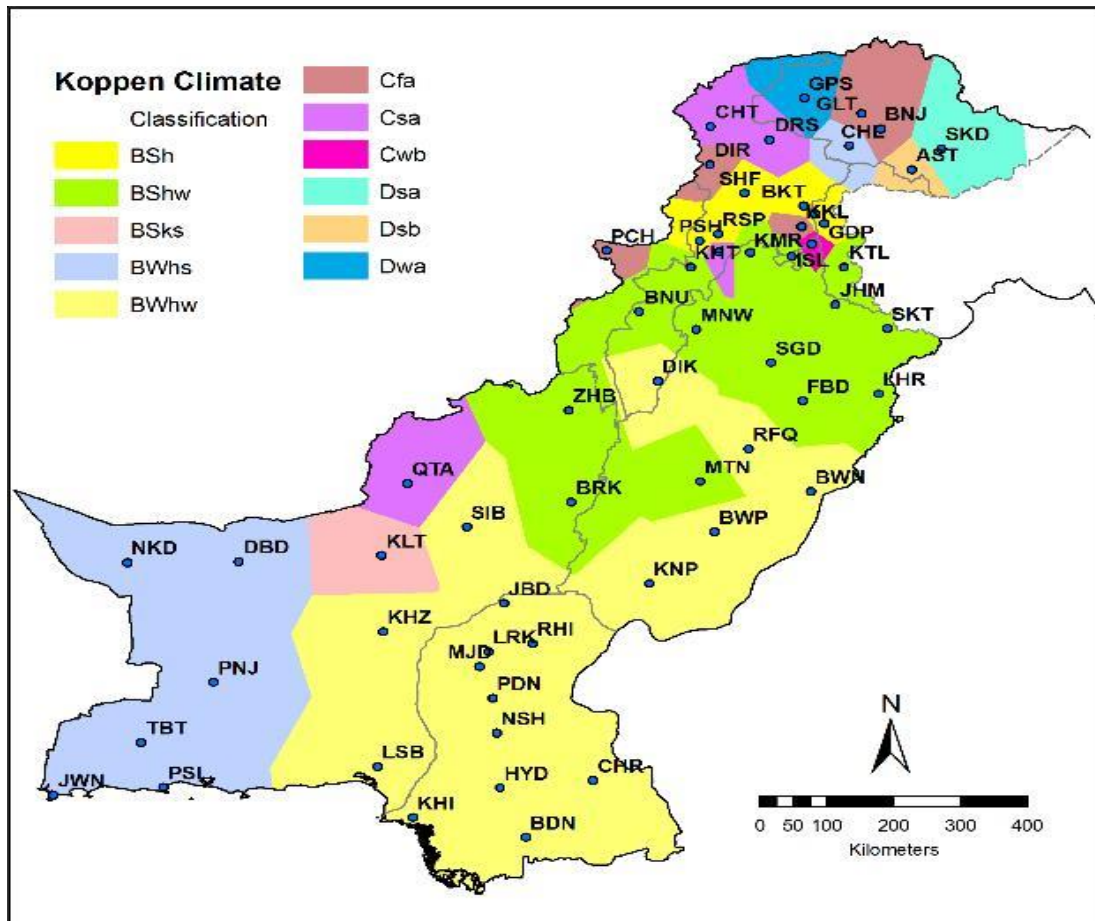 Koppen Climate
Classification
BSh
BShw
BSks
BWhs
BWhw
Cfa
Csa
Cwb
Dsa
Dsb
Dwa
GPS
GLT
CHT
BNJ
DRS
CHL
SKD
DIR
AST
SHF
BKT
KKL
RSP
GDP
PSH
PCH
KMR
KHT
ISL
KTL
BNU
JHM
MNW
SKT
SGD
DIK
FBD
LHR
ZHB
RFQ
QTA
MTN
BWN
BRK
SIB
BWP
NKD
DBD
KLT
KNP
JBD
KHZ
RHI
LRK
MJD
PNJ
PDN
NSH
TBT
LSB
CHR
JWN
PSL
HYD
KHI
BDN
N
0 50 100 200 300 400
Kilometers